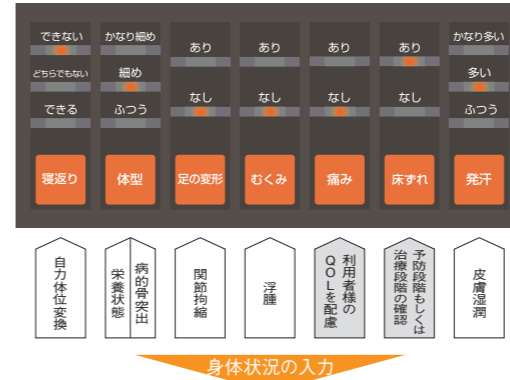 できない
どちらでもない
できる
寝返り
かなり細め
細め
ふつう
体型
あり
なし
足の変形
あり
なし
むくみ
あり
なし
痛み
あり
なし
床ずれ
かなり多い
多い
ふつう
発汗
自力体位変換
栄養状態
病的骨突出
関節拘縮
浮腫
利用者様の
QOLを配慮
予防段階もしくは
治療段階の確認
皮膚湿潤
身体状況の入力